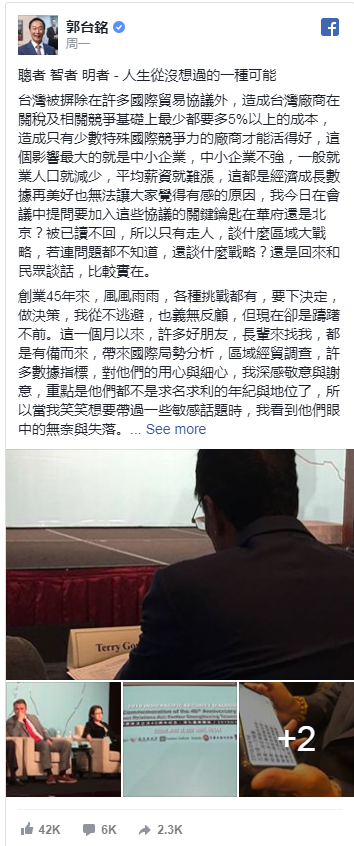 郭台銘
周一
聰者 智者 明者 - 人生從沒想過的一種可能
台灣被摒除在許多國際貿易協議外，造成台灣廠商在
關稅及相關競爭基礎上最少都要多5%以上的成本，
造成只有少數特殊國際競爭力的廠商才能活得好，這
個影響最大的就是中小企業，中小企業不強，一般就
業人口就減少，平均薪資就難漲，這都是經濟成長數
據再美好也無法讓大家覺得有感的原因，我今日在會
議中提問要加入這些協議的關鍵鑰匙在華府還是北
京？被已讀不回，所以只有走人，談什麼區域大戰
略，若連問題都不知道，還談什麼戰略？還是回來和
民眾談話，比較實在。
創業45年來，風風雨雨，各種挑戰都有，要下決定，
做決策，我從不逃避，也義無反顧，但現在卻是躊躇
不前。這一個月以來，許多好朋友，長輩來找我，都
是有備而來，帶來國際局勢分析，區域經貿調查，許
多數據指標，對他們的用心與細心，我深感敬意與謝
意，重點是他們都不是求名求利的年紀與地位了，所
以當我笑笑想要帶過一些敏感話題時，我看到他們眼
中的無奈與失落。... See more
Terry Go
+2
42K
6K
2.3K